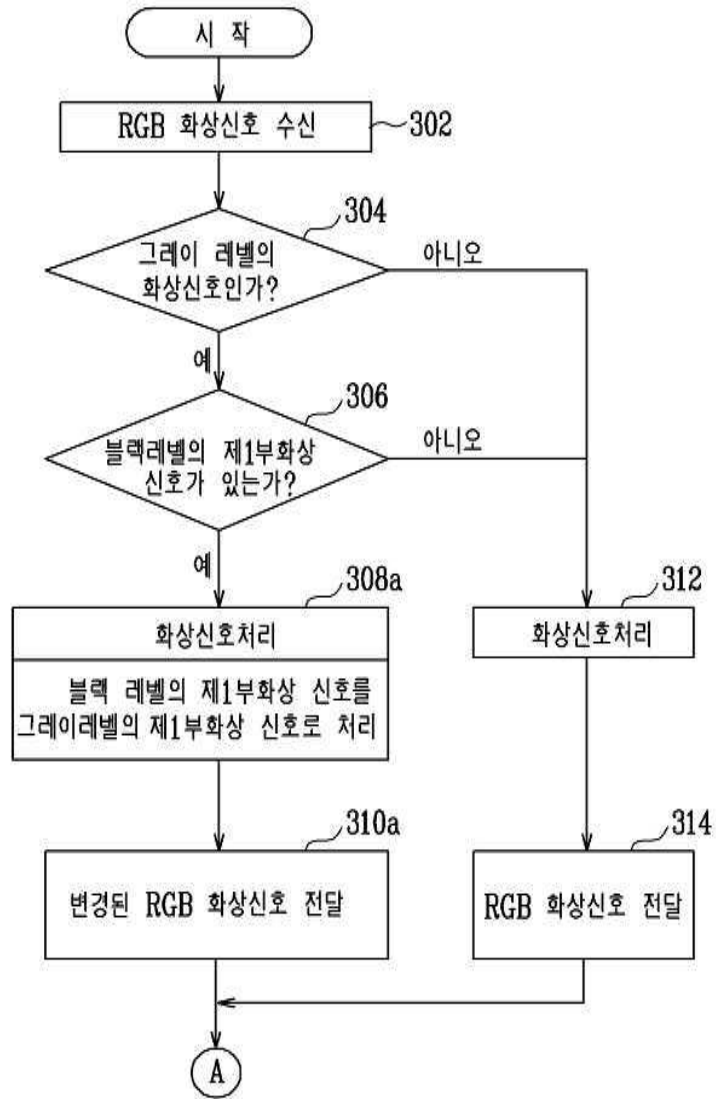 시 작
RGB 화상신호 수신
302
304
그레이 레벨의
화상신호인가?
아니오
예
306
블랙레벨의 제1부화상
신호가 있는가?
아니오
예
308a
화상신호처리
블랙 레벨의 제1부화상 신호를
그레이레벨의 제1부화상 신호로 처리
312
화상신호처리
310a
변경된 RGB 화상신호 전달
314
RGB 화상신호 전달
A